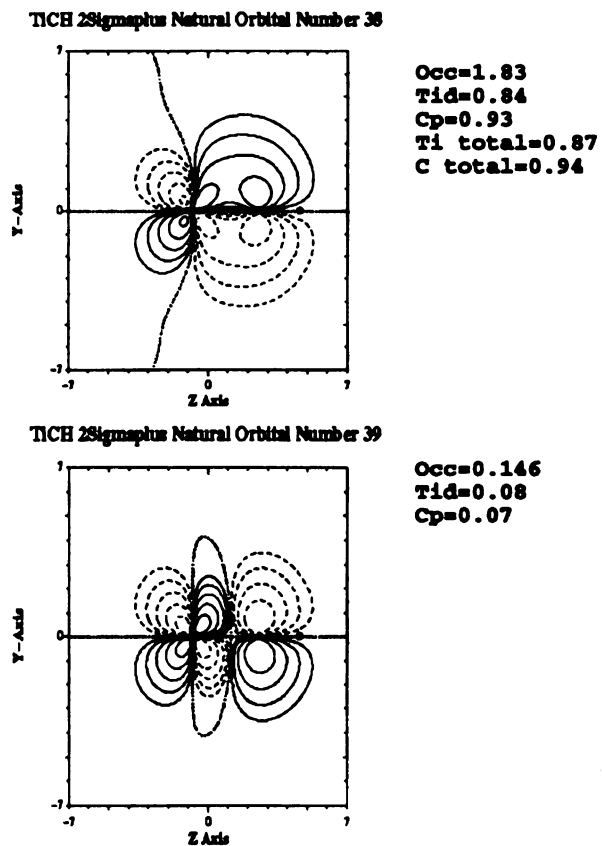 TiCH 2Sigmaplus Natural Orbital Number 38
Occ=1.83
Tid=0.84
Cp=0.93
Ti total=0.87
C total=0.94
7
0
-7
Y-Axis
-7
0
7
Z Axis
TiCH 2Sigmaplus Natural Orbital Number 39
Occ=0.146
Tid=0.08
Cp=0.07
7
0
-7
Y-Axis
-7
0
7
Z Axis